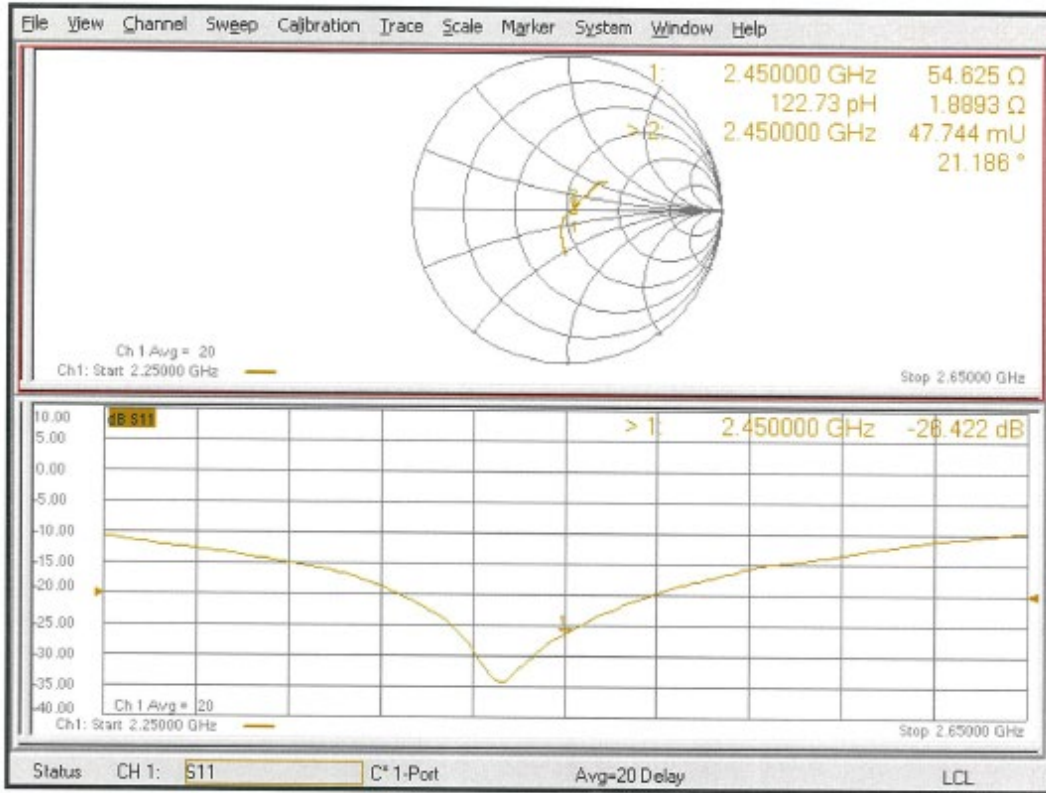 File View Channel Sweep Calibration Trace Scale Marker System Window Help
1: 2.450000 GHz 54.625 Ω
122.73 pH 1.8893 Ω
> 2: 2.450000 GHz 47.744 mU
21.186 °
Ch 1 Avg = 20
Ch1: Start 2.25000 GHz
Stop 2.65000 GHz
10.00
dB S11
> 1: 2.450000 GHz -26.422 dB
5.00
0.00
-5.00
-10.00
-15.00
-20.00
-25.00
1
-30.00
-35.00
-40.00
Ch 1 Avg = 20
Ch1: Start 2.25000 GHz
Stop 2.65000 GHz
Status CH 1: S11 C* 1-Port Avg=20 Delay LCL